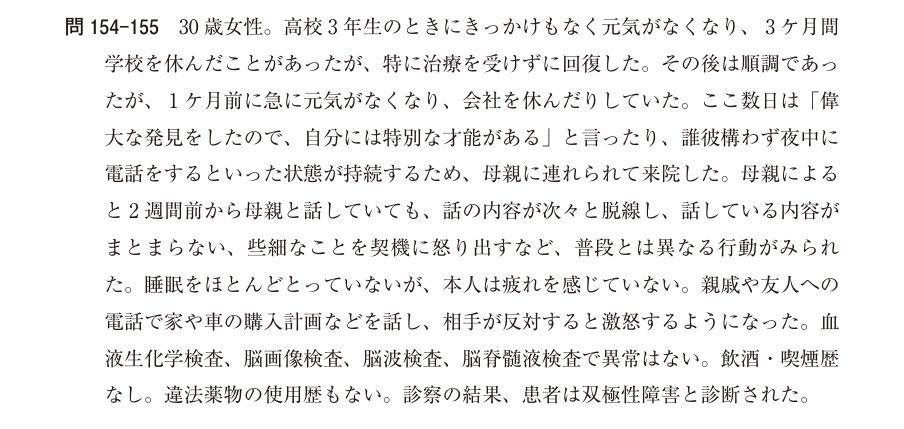 問 154−155　30 歳女性。高校３年生のときにきっかけもなく元気がなくなり、３ケ月間
学校を休んだことがあったが、特に治療を受けずに回復した。その後は順調であっ
たが、１ケ月前に急に元気がなくなり、会社を休んだりしていた。ここ数日は「偉
大な発見をしたので、自分には特別な才能がある」と言ったり、誰彼構わず夜中に
電話をするといった状態が持続するため、母親に連れられて来院した。母親による
と２週間前から母親と話していても、話の内容が次々と脱線し、話している内容が
まとまらない、些細なことを契機に怒り出すなど、普段とは異なる行動がみられ
た。睡眠をほとんどとっていないが、本人は疲れを感じていない。親戚や友人への
電話で家や車の購入計画などを話し、相手が反対すると激怒するようになった。血
液生化学検査、脳画像検査、脳波検査、脳脊髄液検査で異常はない。飲酒・喫煙歴
なし。違法薬物の使用歴もない。診察の結果、患者は双極性障害と診断された。